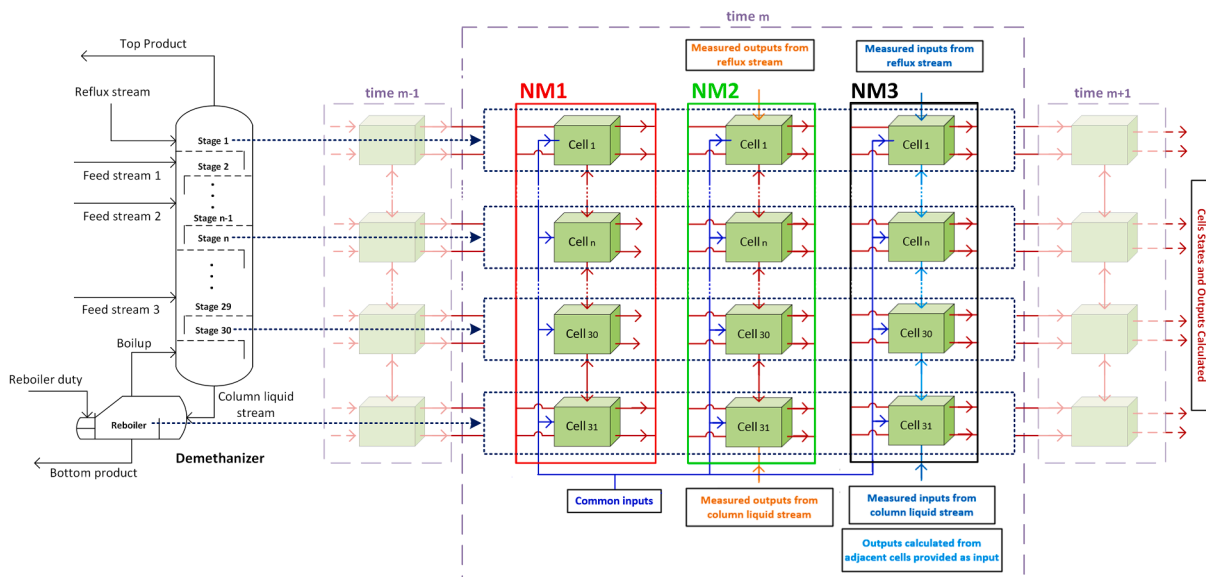 time m
Top Product
Reflux stream
Stage 1
Stage 2
Feed stream 1
Feed stream 2
Stage n-1
Stage n
Feed stream 3
Stage 29
Stage 30
Boilup
Reboiler duty
Column liquid
stream
Reboiler
Demethanizer
Bottom product
time m-1
Measured outputs from
reflux stream
Measured inputs from
reflux stream
NM1
NM2
NM3
time m+1
Cell 1
Cell 1
Cell 1
Cell n
Cell n
Cell n
Cell 30
Cell 30
Cell 30
Cell 31
Cell 31
Cell 31
Cells States and Outputs Calculated
Common inputs
Measured outputs from
column liquid stream
Measured inputs from
column liquid stream
Outputs calculated from
adjacent cells provided as input